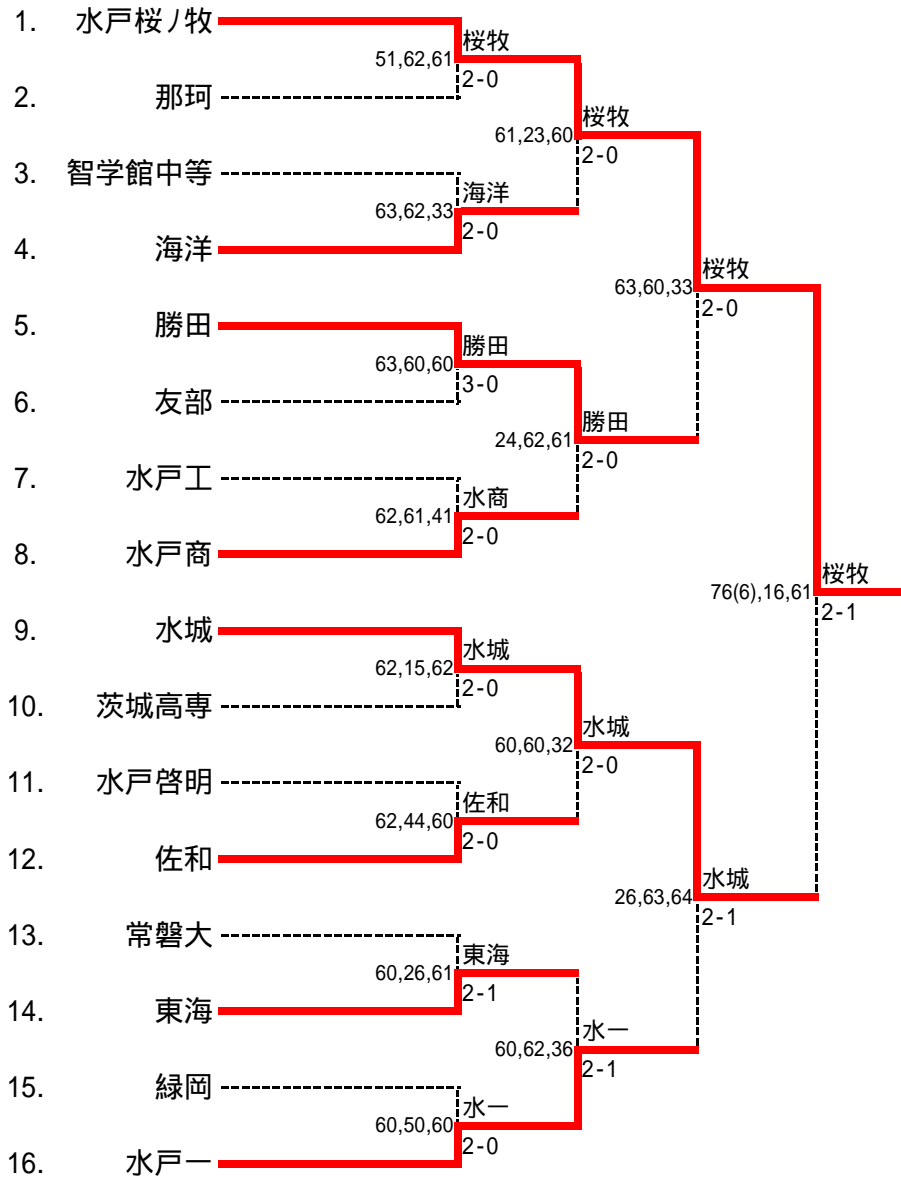 1. 水戸桜ノ牧
桜牧
51,62,61
2-0
2. 那珂
桜牧
61,23,60
2-0
3. 智学館中等
海洋
63,62,33
2-0
4. 海洋
桜牧
63,60,33
2-0
5. 勝田
勝田
63,60,60
3-0
6. 友部
勝田
24,62,61
2-0
7. 水戸工
水商
62,61,41
2-0
8. 水戸商
桜牧
76(6),16,61
2-1
9. 水城
水城
62,15,62
2-0
10. 茨城高専
水城
60,60,32
2-0
11. 水戸啓明
佐和
62,44,60
2-0
12. 佐和
水城
26,63,64
2-1
13. 常磐大
東海
60,26,61
2-1
14. 東海
水一
60,62,36
2-1
15. 緑岡
水一
60,50,60
2-0
16. 水戸一